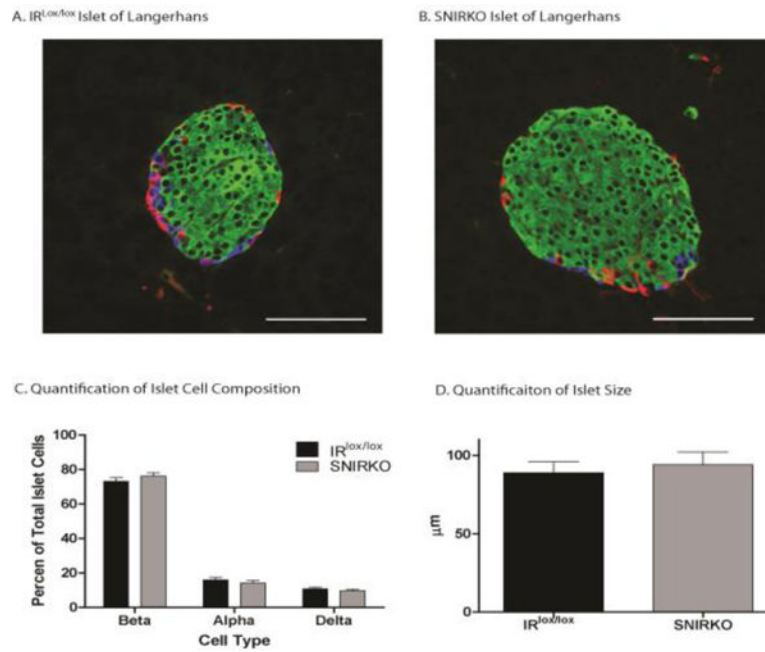 A. IR^Lox/lox Islet of Langerhans
B. SNIRKO Islet of Langerhans
C. Quantification of Islet Cell Composition
Percen of Total Islet Cells
100
80
60
40
20
0
IR^lox/lox
SNIRKO
Beta
Alpha
Delta
Cell Type
D. Quantificaiton of Islet Size
μm
100
50
0
IR^lox/lox
SNIRKO